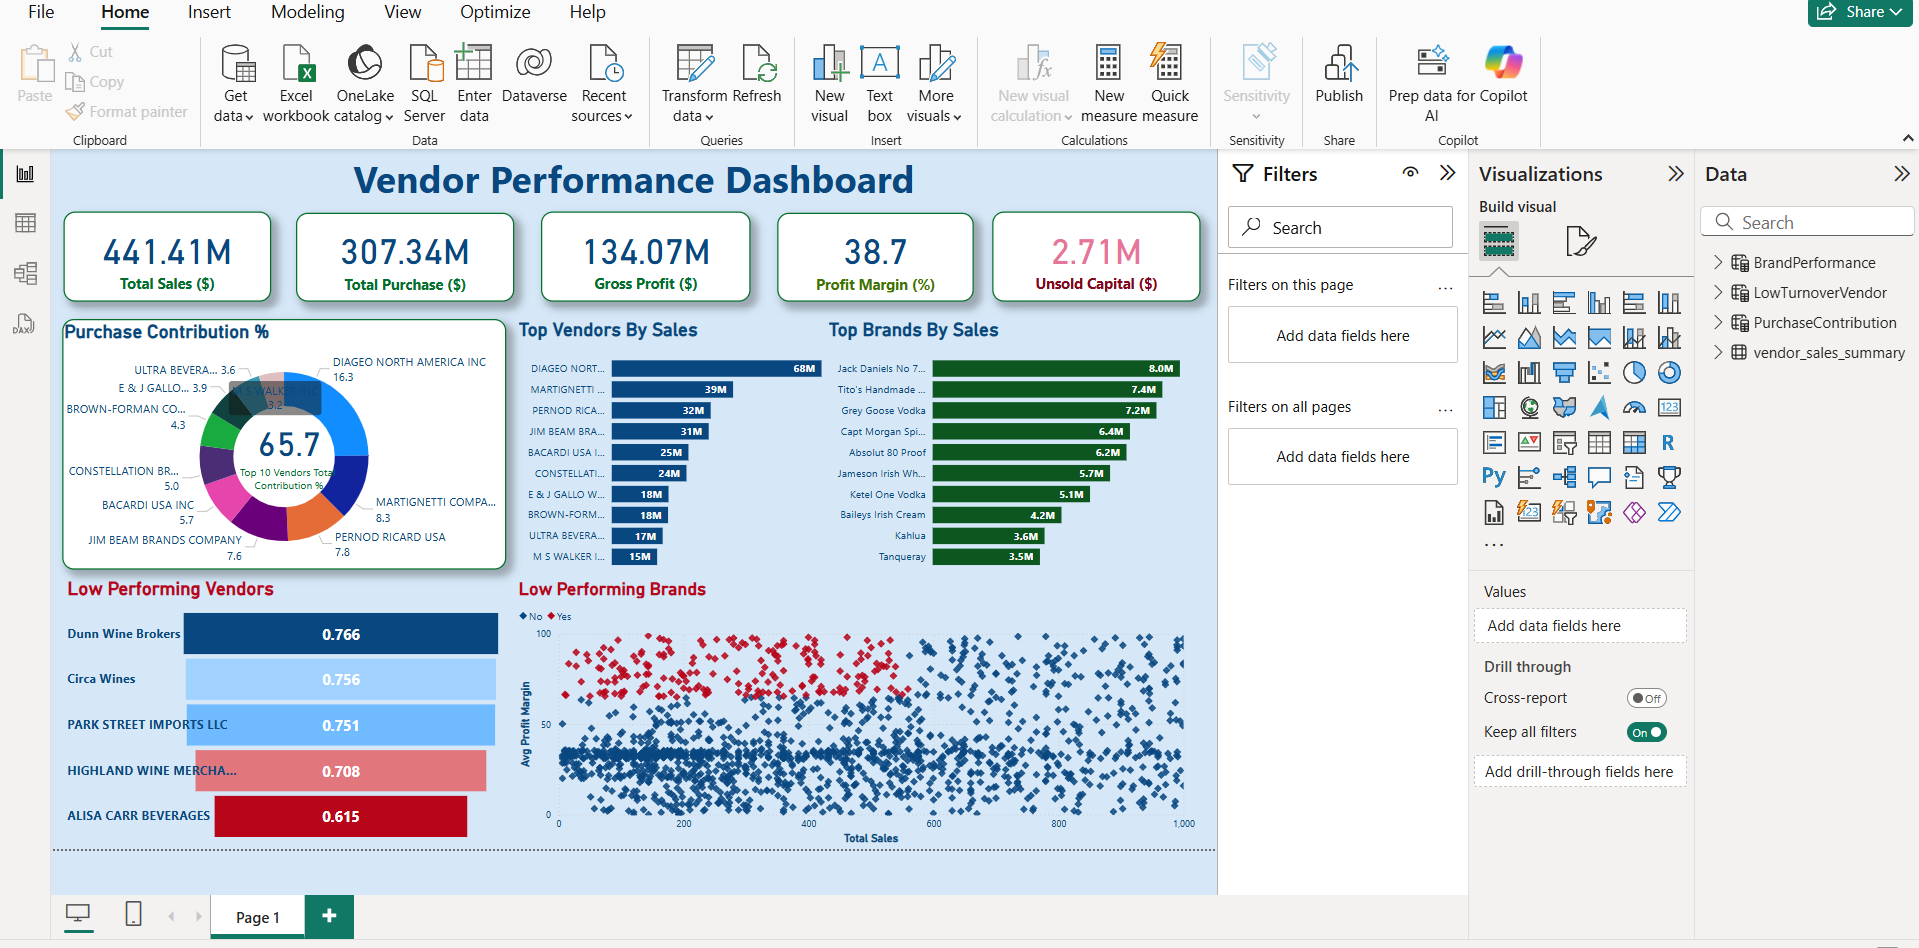 File Home Insert Modeling View Optimize Help
Share
Paste
Cut
Copy
Format painter
Clipboard
Get data
Excel workbook
OneLake catalog
SQL Server
Enter data
Dataverse
Recent sources
Data
Transform data
Refresh
Queries
New visual
Text box
More visuals
Insert
New visual calculation
New measure
Quick measure
Calculations
Sensitivity
Sensitivity
Publish
Share
Prep data for AI
Copilot
Copilot
Vendor Performance Dashboard
441.41M
Total Sales ($)
307.34M
Total Purchase ($)
134.07M
Gross Profit ($)
38.7
Profit Margin (%)
2.71M
Unsold Capital ($)
Purchase Contribution %
DIAGEO NORTH AMERICA INC
16.3
MARTIGNETTI COMPA...
8.3
PERNOD RICARD USA
7.8
JIM BEAM BRANDS COMPANY
7.6
BACARDI USA INC
5.7
CONSTELLATION BR...
5.0
BROWN-FORMAN CO...
4.3
E & J GALLO... 3.9
ULTRA BEVERA... 3.6
M S WALKER INC
3.2
65.7
Top 10 Vendors Tota
Contribution %
Top Vendors By Sales
DIAGEO NORT... 68M
MARTIGNETTI ... 39M
PERNOD RICA... 32M
JIM BEAM BRA... 31M
BACARDI USA I... 25M
CONSTELLATI... 24M
E & J GALLO W... 18M
BROWN-FORM... 18M
ULTRA BEVERA... 17M
M S WALKER I... 15M
Top Brands By Sales
Jack Daniels No 7... 8.0M
Tito's Handmade ... 7.4M
Grey Goose Vodka 7.2M
Capt Morgan Spi... 6.4M
Absolut 80 Proof 6.2M
Jameson Irish Wh... 5.7M
Ketel One Vodka 5.1M
Baileys Irish Cream 4.2M
Kahlua 3.6M
Tanqueray 3.5M
Low Performing Vendors
Dunn Wine Brokers 0.766
Circa Wines 0.756
PARK STREET IMPORTS LLC 0.751
HIGHLAND WINE MERCHA... 0.708
ALISA CARR BEVERAGES 0.615
Low Performing Brands
No Yes
100
50
0
Avg Profit Margin
0 200 400 600 800 1,000
Total Sales
Page 1
Filters
Search
Filters on this page ...
Add data fields here
Filters on all pages ...
Add data fields here
Visualizations
Build visual
123
R
Py
123
...
Values
Add data fields here
Drill through
Cross-report Off
Keep all filters On
Add drill-through fields here
Data
Search
BrandPerformance
LowTurnoverVendor
PurchaseContribution
vendor_sales_summary
DAX